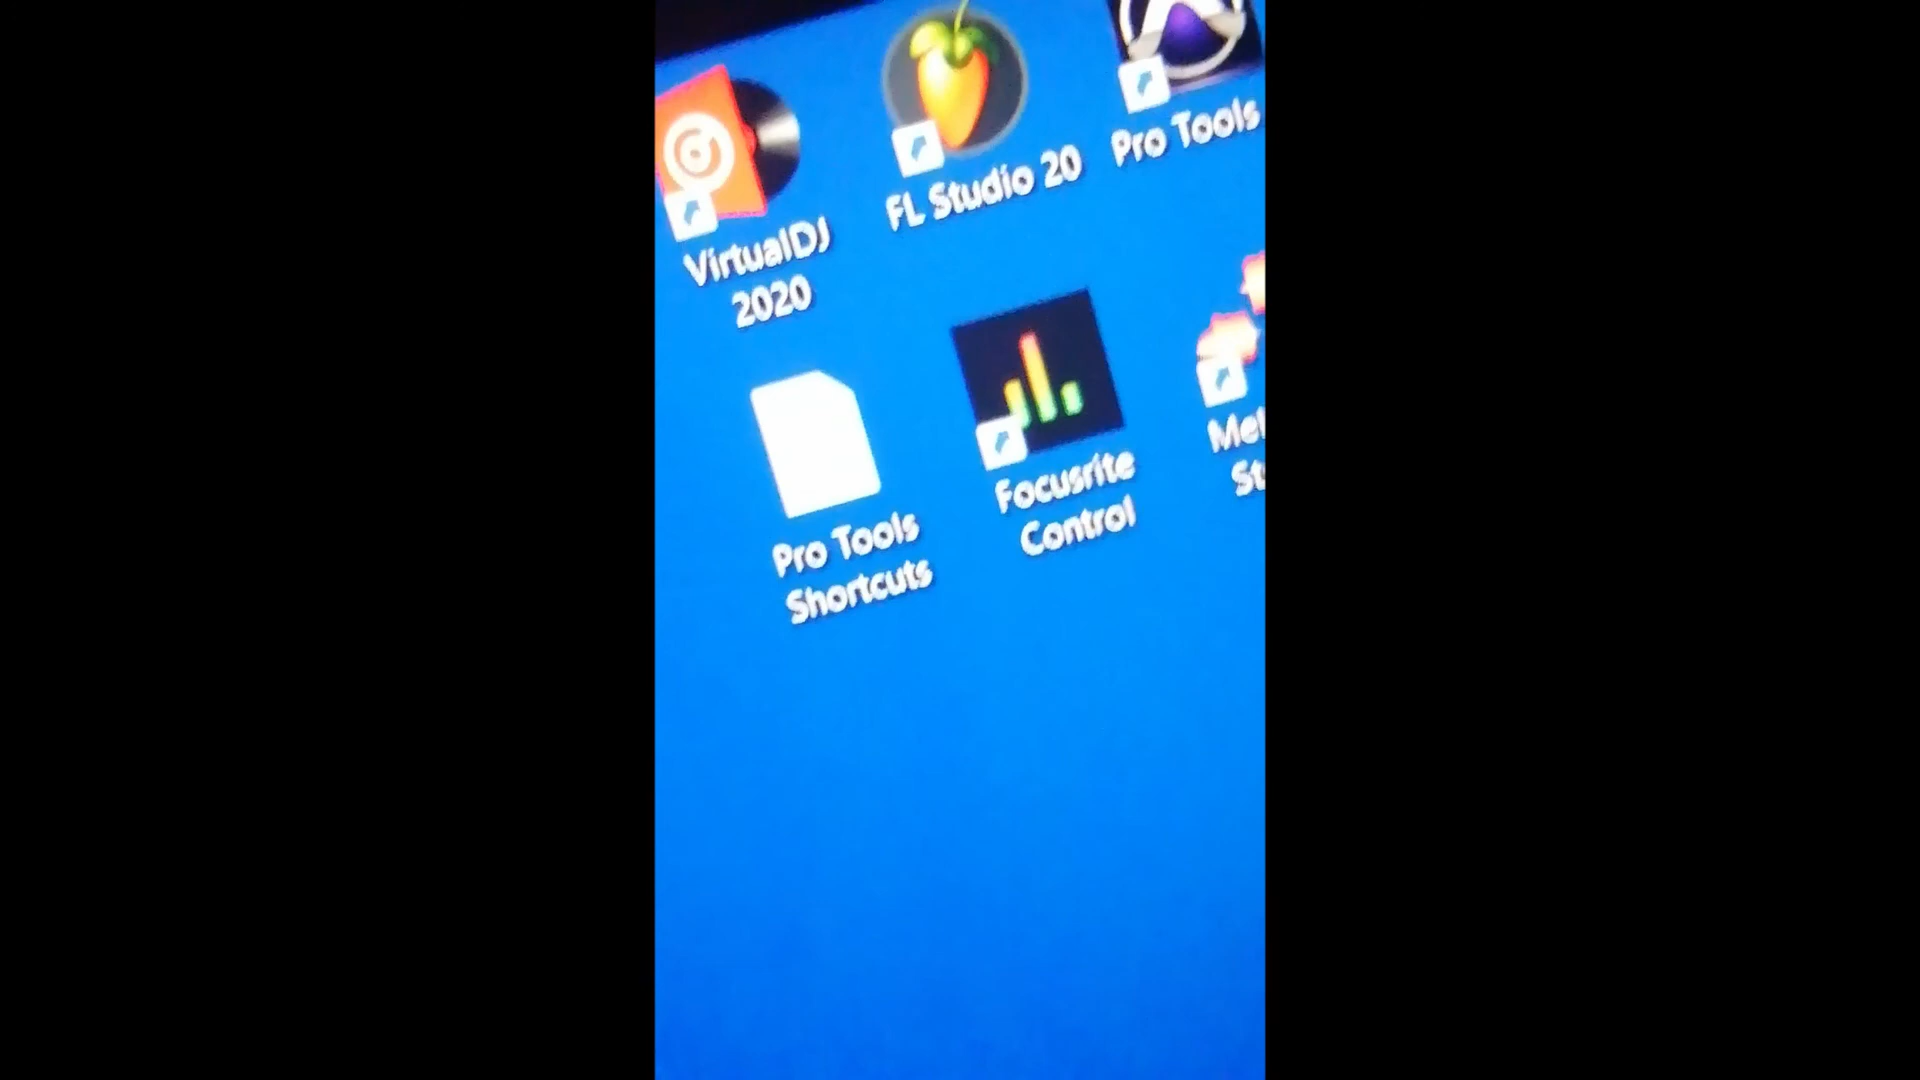 VirtualDJ
2020
FL Studio 20
Pro Tools
Pro Tools
Shortcuts
Focusrite
Control